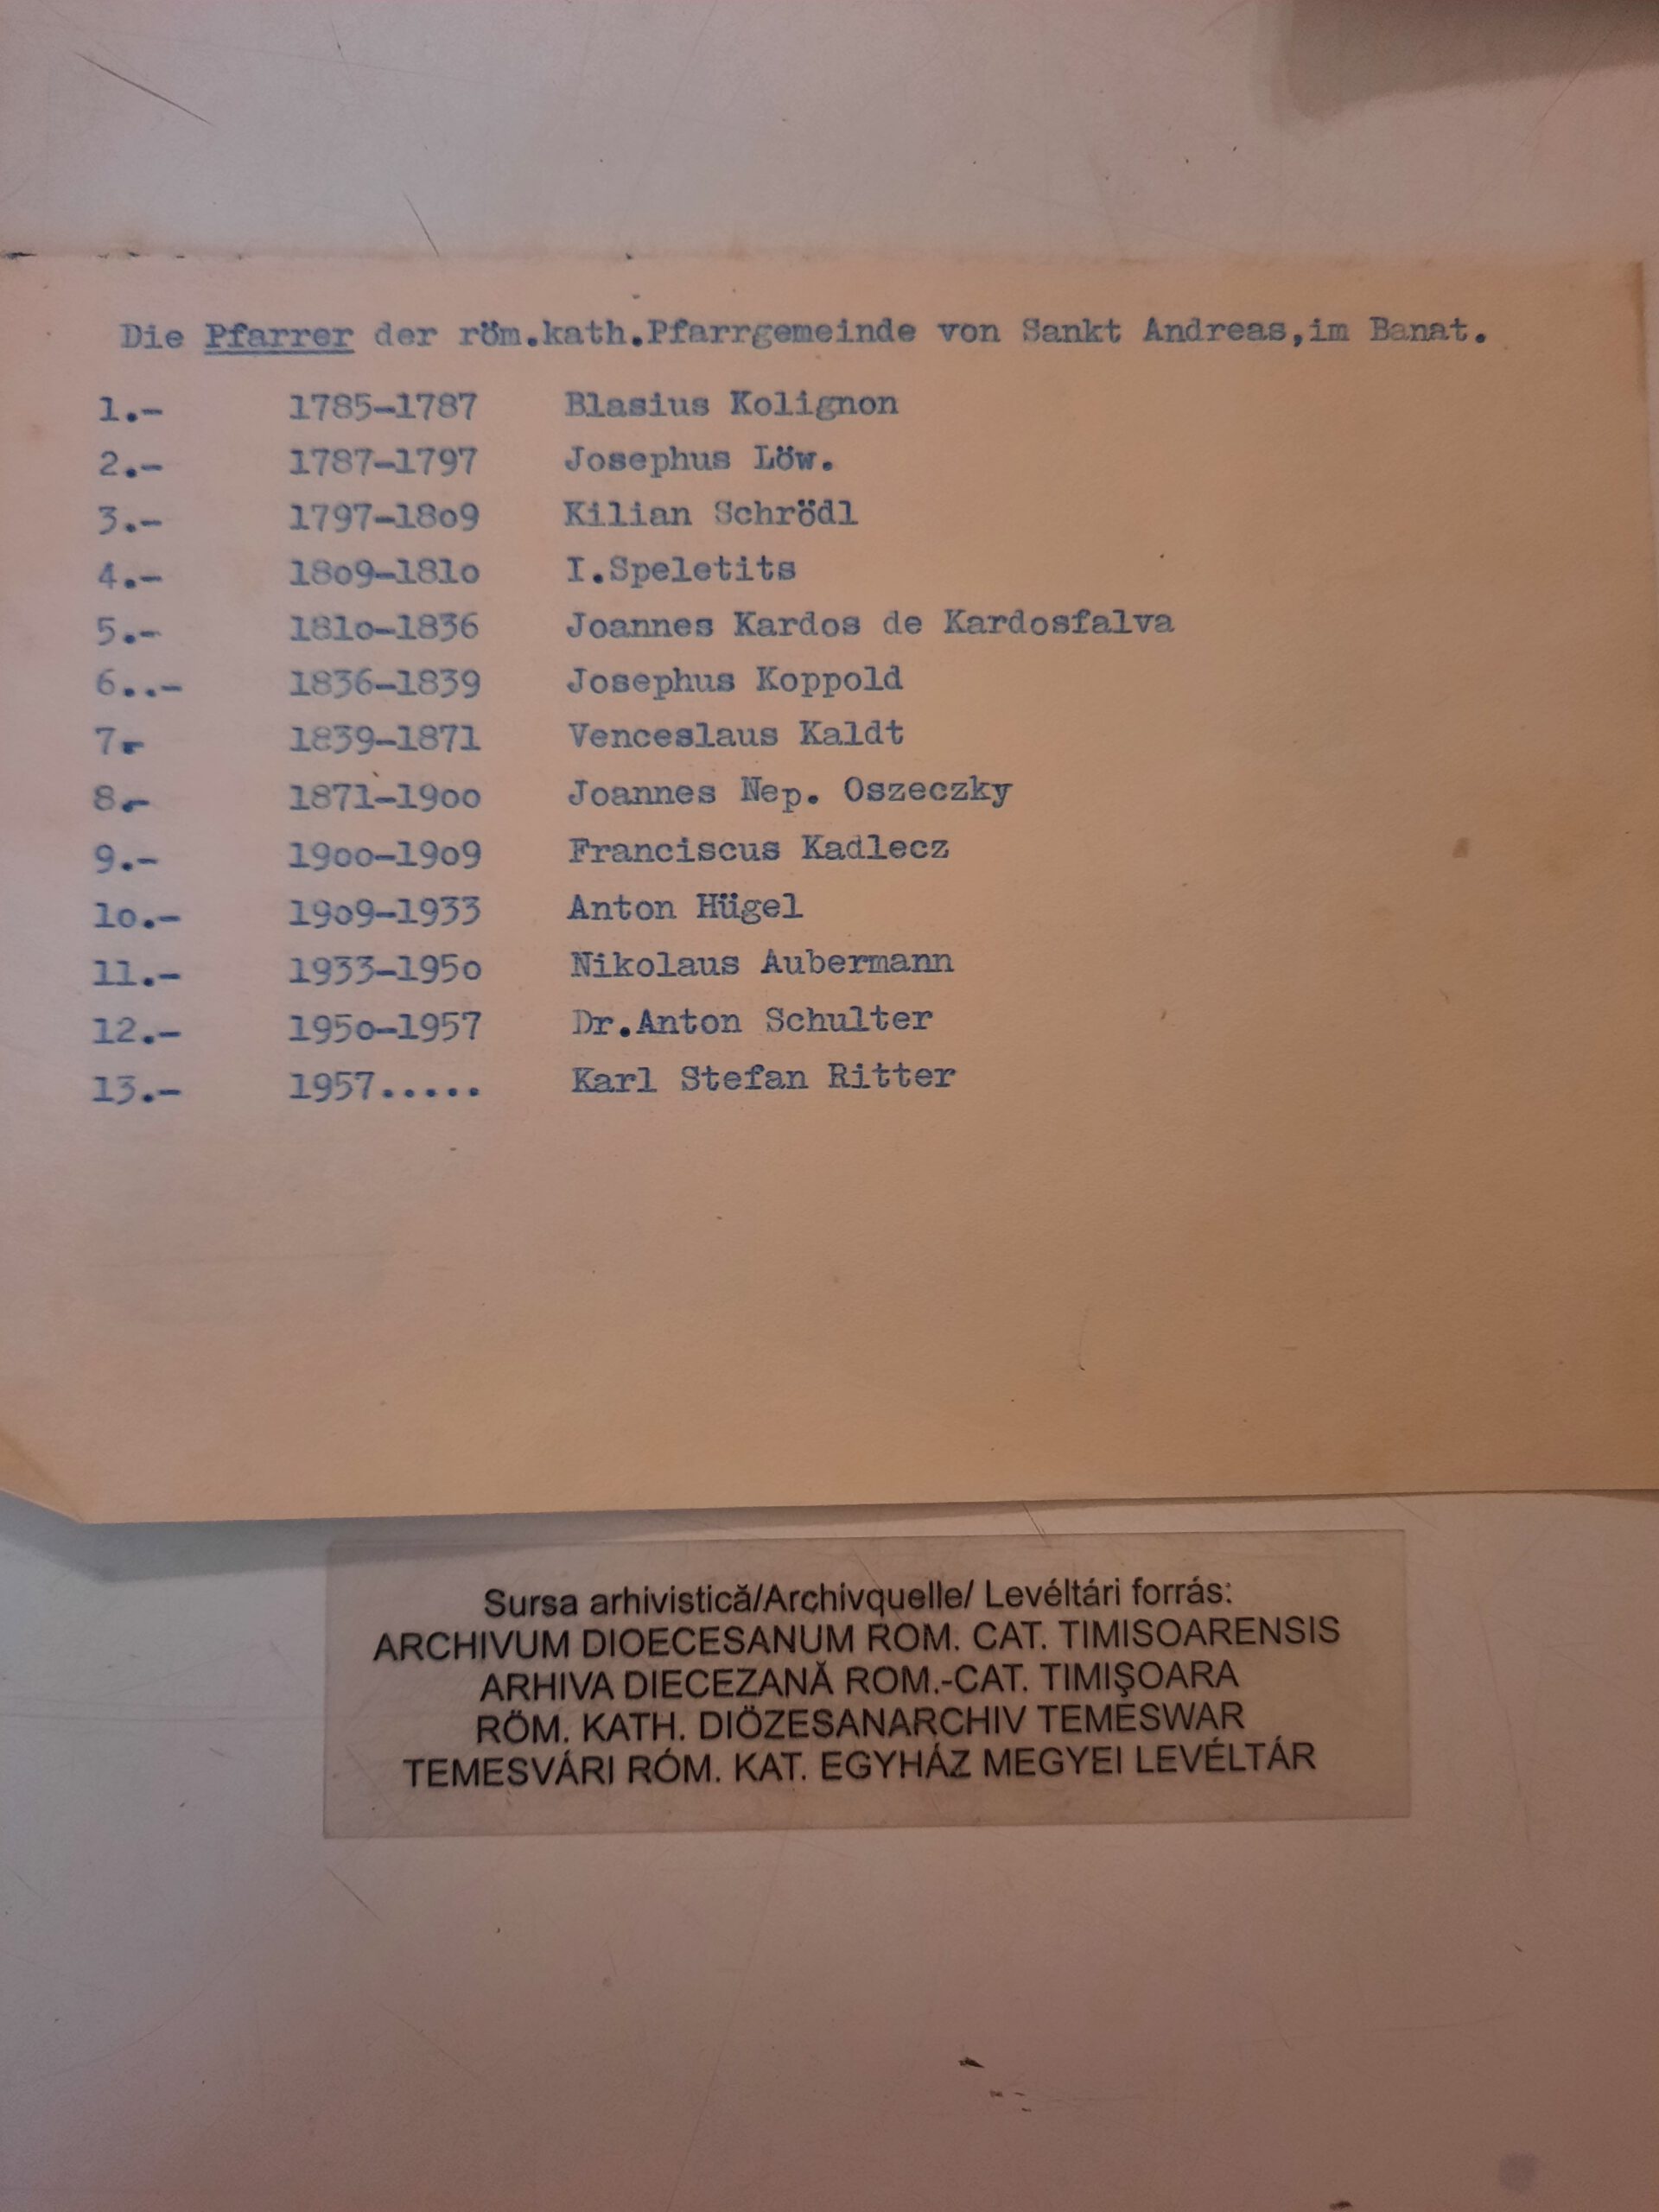 Die Pfarrer der röm.kath.Pfarrgemeinde von Sankt Andreas,im Banat.
1.- 1785-1787 Blasius Kolignon
2.- 1787-1797 Josephus Löw.
3.- 1797-18o9 Kilian Schrödl
4.- 18o9-181o I.Speletits
5.- 181o-1836 Joannes Kardos de Kardosfalva
6..- 1836-1839 Josephus Koppold
7.- 1839-1871 Venceslaus Kaldt
8.- 1871-19oo Joannes Nep. Oszeczky
9.- 19oo-19o9 Franciscus Kadlecz
1o.- 19o9-1933 Anton Hügel
11.- 1933-195o Nikolaus Aubermann
12.- 195o-1957 Dr.Anton Schulter
13.- 1957..... Karl Stefan Ritter
Sursa arhivistică/Archivquelle/ Levéltári forrás:
ARCHIVUM DIOECESANUM ROM. CAT. TIMISOARENSIS
ARHIVA DIECEZANĂ ROM.-CAT. TIMIŞOARA
RÖM. KATH. DIÖZESANARCHIV TEMESWAR
TEMESVÁRI RÓM. KAT. EGYHÁZ MEGYEI LEVÉLTÁR